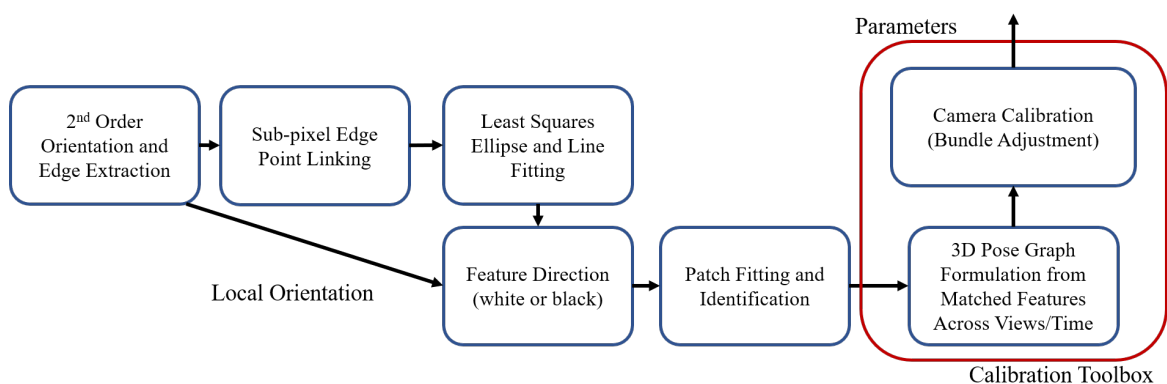 Parameters
2nd Order
Orientation and
Edge Extraction
Sub-pixel Edge
Point Linking
Least Squares
Ellipse and Line
Fitting
Camera Calibration
(Bundle Adjustment)
Local Orientation
Feature Direction
(white or black)
Patch Fitting and
Identification
3D Pose Graph
Formulation from
Matched Features
Across Views/Time
Calibration Toolbox